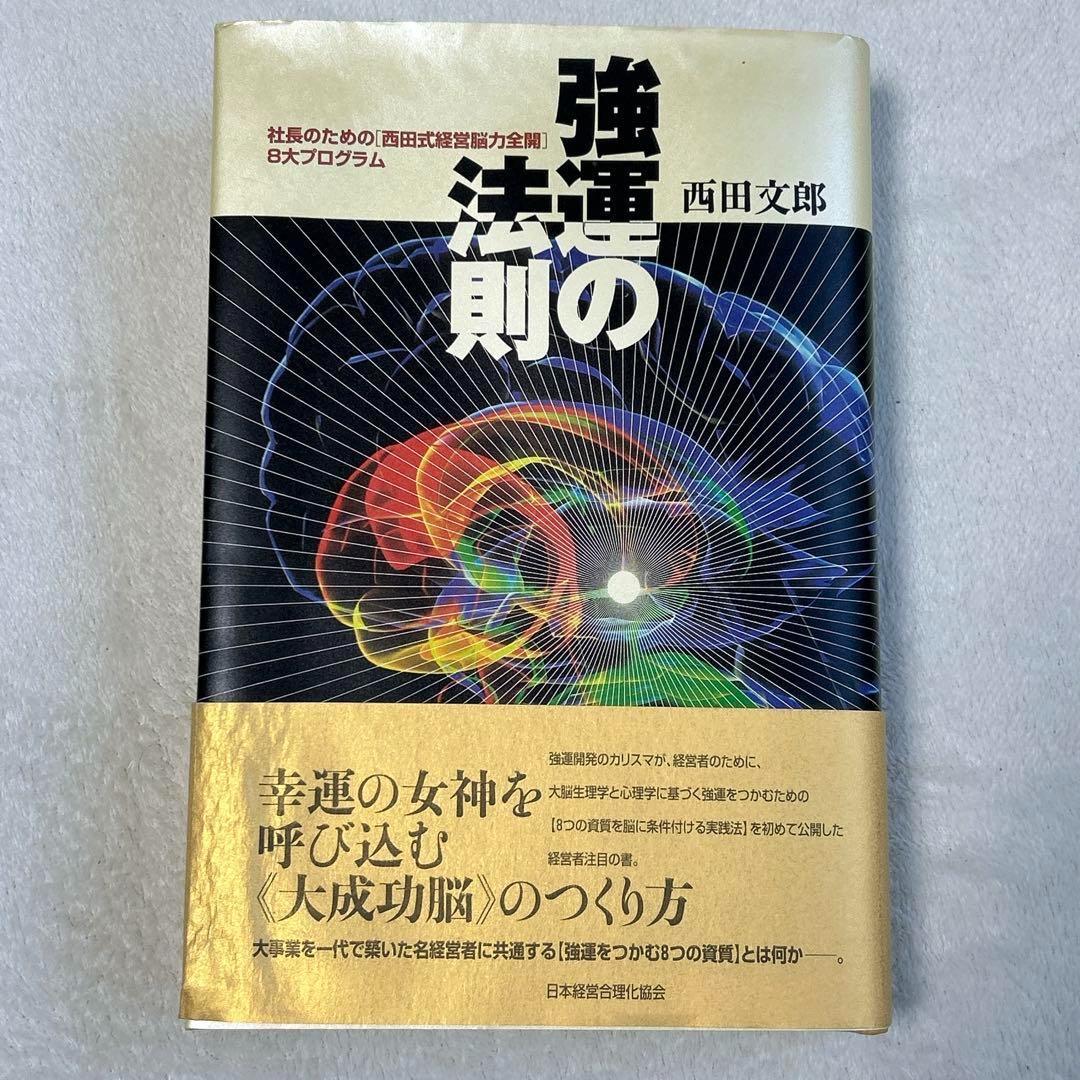 強運の
法則
社長のための[西田式経営脳力全開]
8大プログラム
西田文郎
幸運の女神を
呼び込む
《大成功脳》のつくり方
強運開発のカリスマが、経営者のために、
大脳生理学と心理学に基づく強運をつかむための
【8つの資質を脳に条件付ける実践法】を初めて公開した
経営者注目の書。
大事業を一代で築いた名経営者に共通する【強運をつかむ8つの資質】とは何か――。
日本経営合理化協会